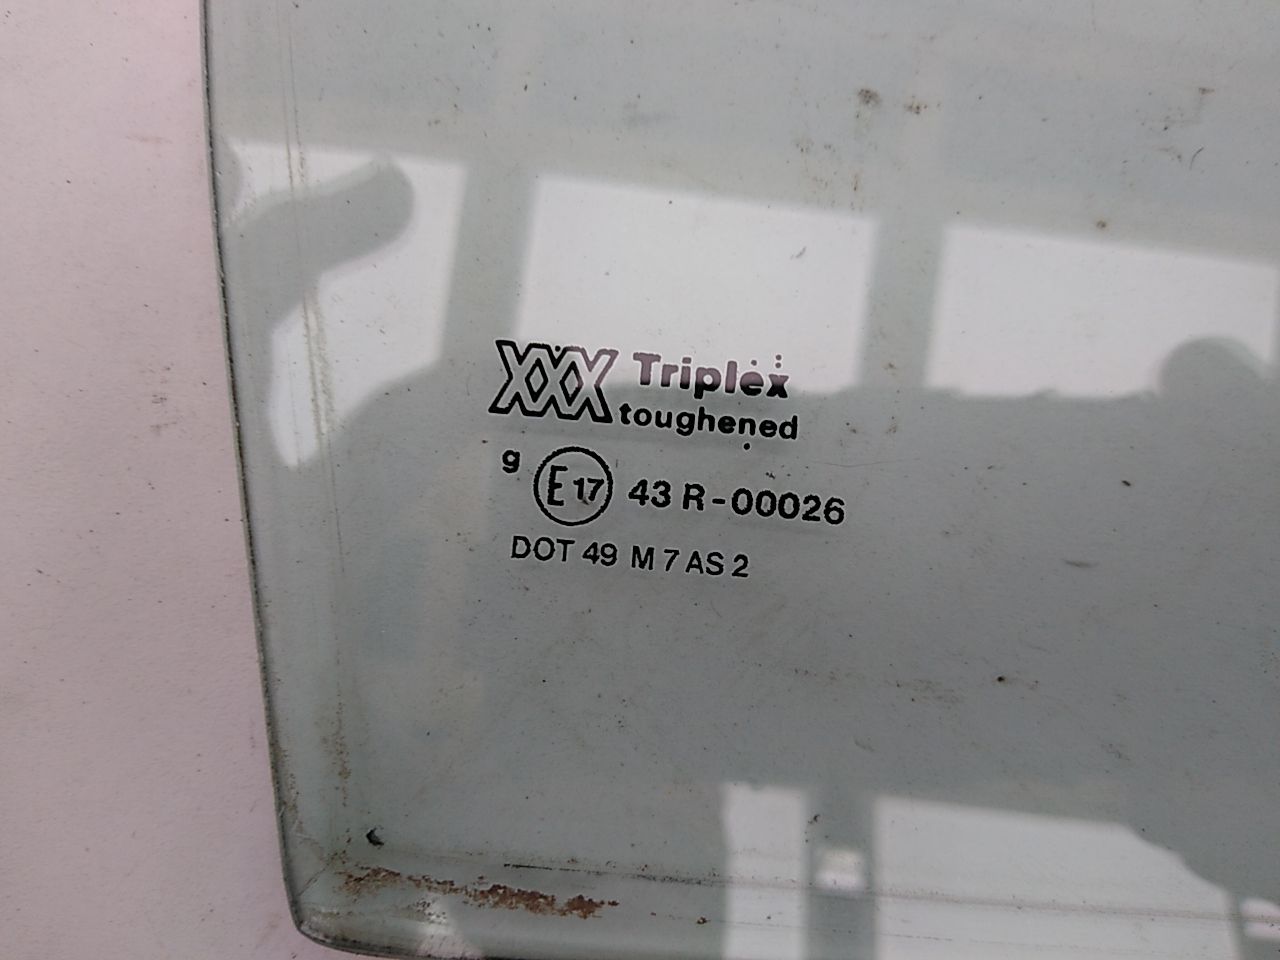 XXX Triplex
toughened
g E17 43 R-00026
DOT 49 M 7 AS 2